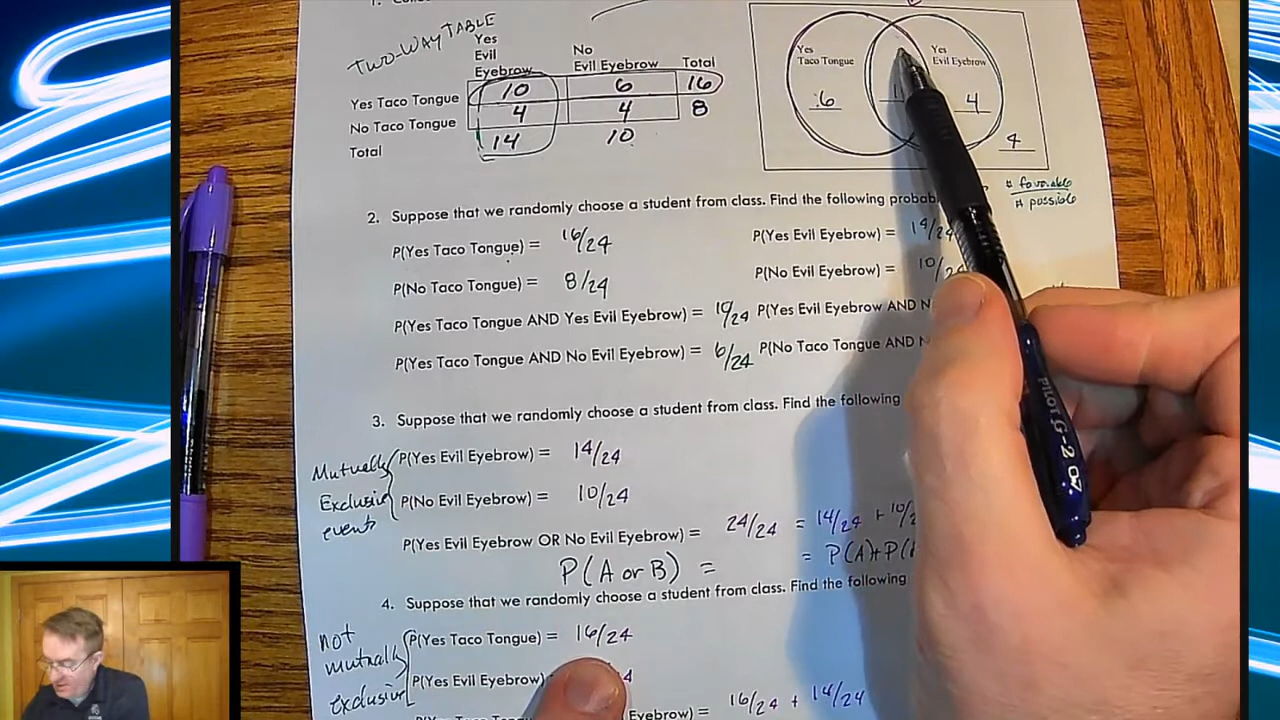 TWO-WAY TABLE
Yes
Evil
Eyebrow
No
Evil Eyebrow
Total
Yes Taco Tongue 10 6 16
No Taco Tongue 4 4 8
Total 14 10
Yes
Taco Tongue
Yes
Evil Eyebrow
6
4
4
# favorable
# possible
2. Suppose that we randomly choose a student from class. Find the following
P(Yes Taco Tongue) = 16/24
P(Yes Evil Eyebrow) = 14/24
P(No Taco Tongue) = 8/24
P(No Evil Eyebrow) = 10/24
P(Yes Taco Tongue AND Yes Evil Eyebrow) = 10/24
P(Yes Evil Eyebrow AND
P(Yes Taco Tongue AND No Evil Eyebrow) = 6/24
P(No Taco Tongue AND
3. Suppose that we randomly choose a student from class. Find the following
Mutually
Exclusive
events
P(Yes Evil Eyebrow) = 14/24
P(No Evil Eyebrow) = 10/24
P(Yes Evil Eyebrow OR No Evil Eyebrow) = 24/24 = 14/24 + 10/
P(A or B) = = P(A)+P(
4. Suppose that we randomly choose a student from class. Find the following
not
mutually
exclusive
P(Yes Taco Tongue) = 16/24
P(Yes Evil Eyebrow)
Eyebrow) = 16/24 + 14/24
PILOT G-2 07